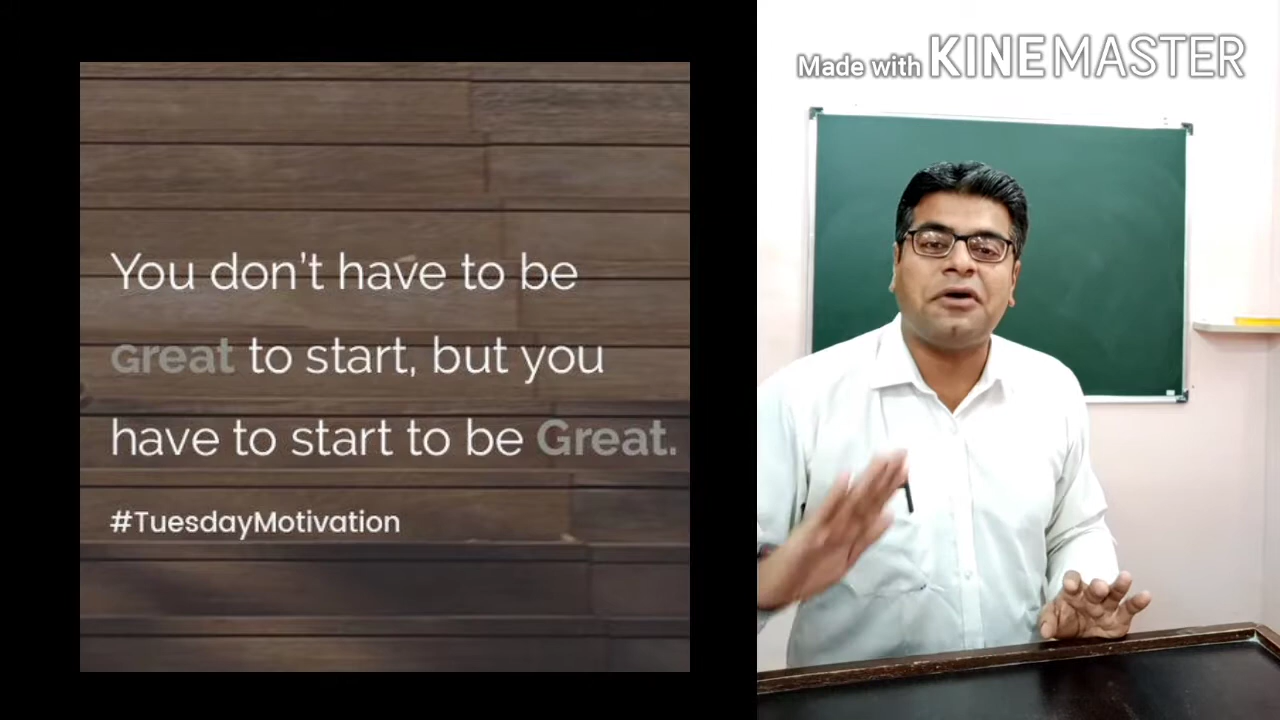 You don't have to be
Great to start, but you
have to start to be Great.
#TuesdayMotivation
Made with KINEMASTER